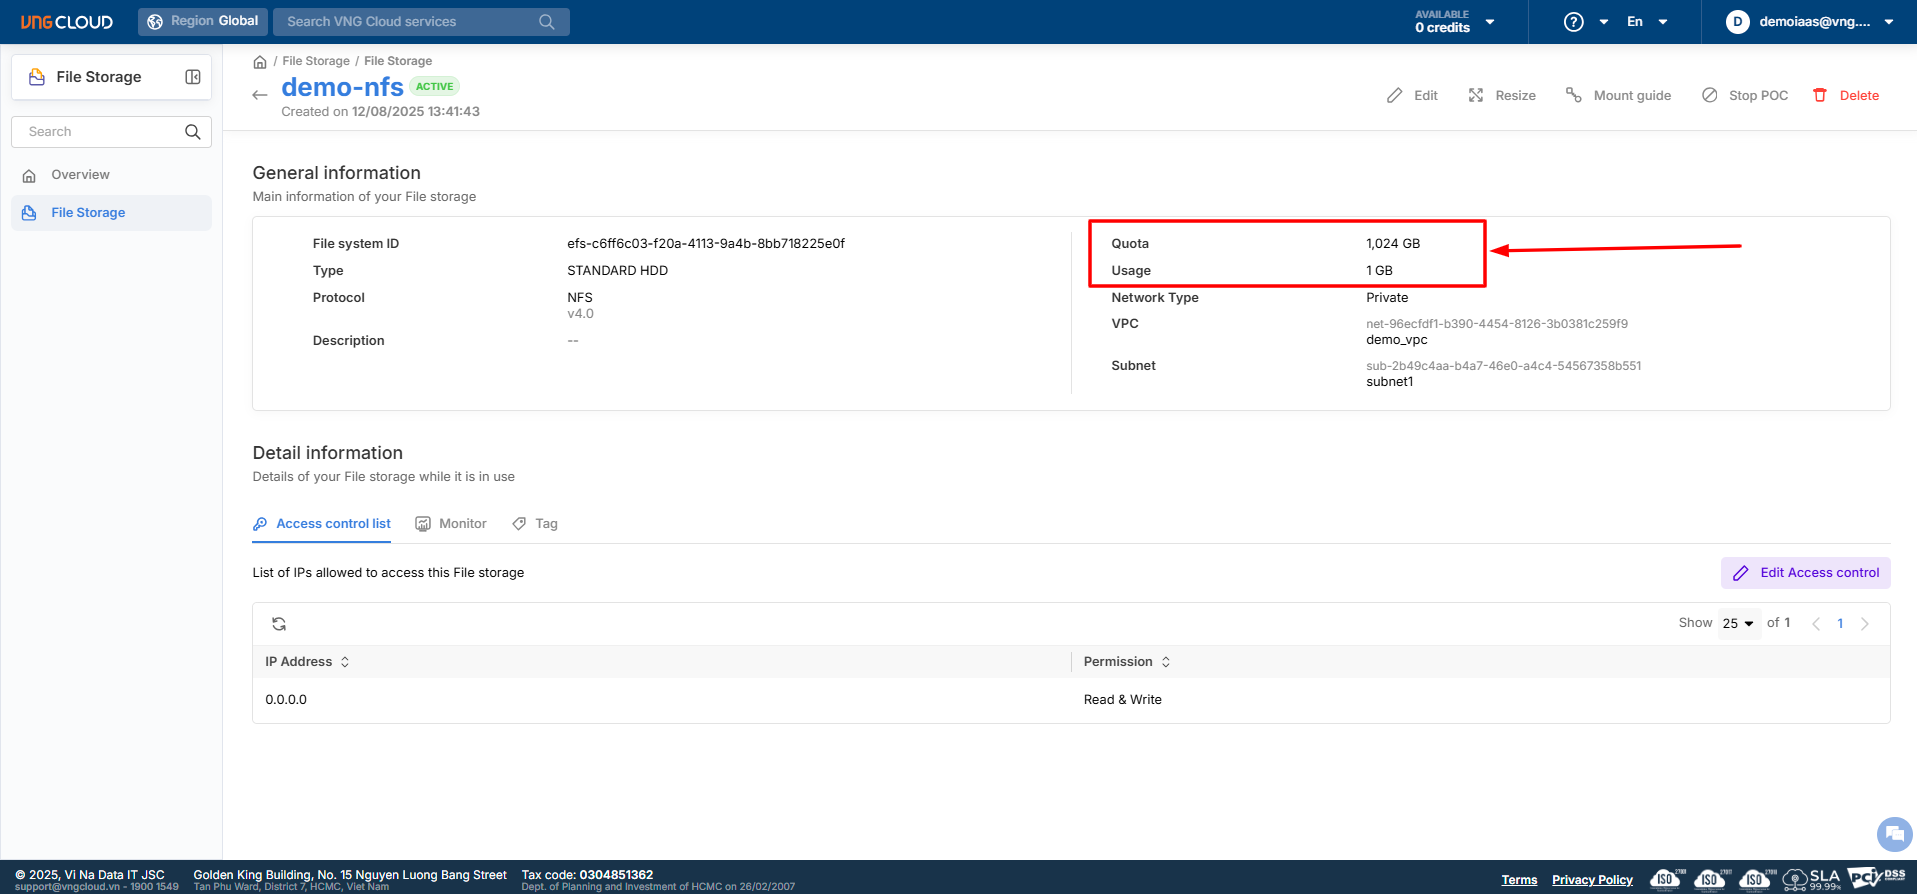 VNG CLOUD
Region Global
Search VNG Cloud services
AVAILABLE
0 credits
?
En
D
demoiaas@vng....
File Storage
Search
Overview
File Storage
/ File Storage / File Storage
demo-nfs ACTIVE
Created on 12/08/2025 13:41:43
Edit
Resize
Mount guide
Stop POC
Delete
General information
Main information of your File storage
File system ID efs-c6ff6c03-f20a-4113-9a4b-8bb718225e0f
Type STANDARD HDD
Protocol NFS
v4.0
Description --
Quota 1,024 GB
Usage 1 GB
Network Type Private
VPC net-96ecfdf1-b390-4454-8126-3b0381c259f9
demo_vpc
Subnet sub-2b49c4aa-b4a7-46e0-a4c4-54567358b551
subnet1
Detail information
Details of your File storage while it is in use
Access control list
Monitor
Tag
List of IPs allowed to access this File storage
Edit Access control
Show 25 of 1 1
IP Address Permission
0.0.0.0 Read & Write
© 2025, Vi Na Data IT JSC
support@vngcloud.vn - 1900 1549
Golden King Building, No. 15 Nguyen Luong Bang Street
Tan Phu Ward, District 7, HCMC, Viet Nam
Tax code: 0304851362
Dept. of Planning and Investment of HCMC on 26/02/2007
Terms
Privacy Policy
ISO
ISO
ISO
SLA
99.99%
PCI DSS